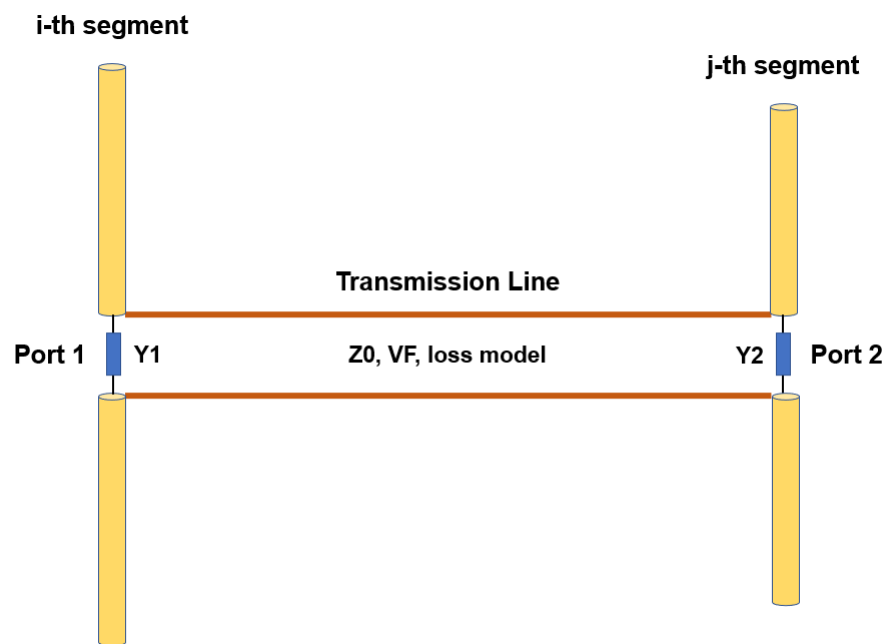 i-th segment
j-th segment
Transmission Line
Port 1 Y1 Z0, VF, loss model Y2 Port 2